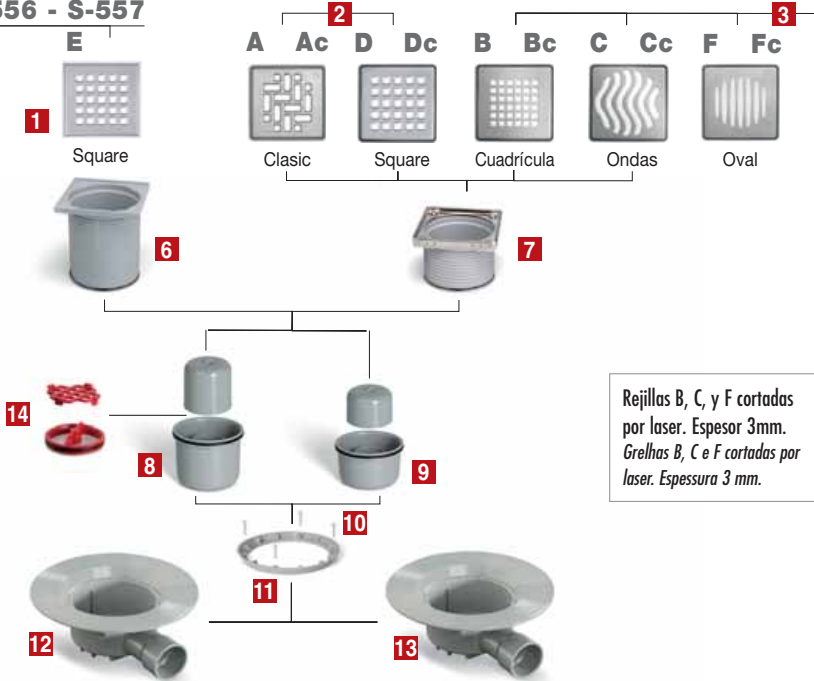 556 - S-557
2
3
E
A Ac D Dc B Bc C Cc F Fc
1
Square
Clasic
Square
Cuadrícula
Ondas
Oval
6
7
14
8
9
Rejillas B, C, y F cortadas
por laser. Espesor 3mm.
Grelhas B, C e F cortadas por
laser. Espessura 3 mm.
10
11
12
13